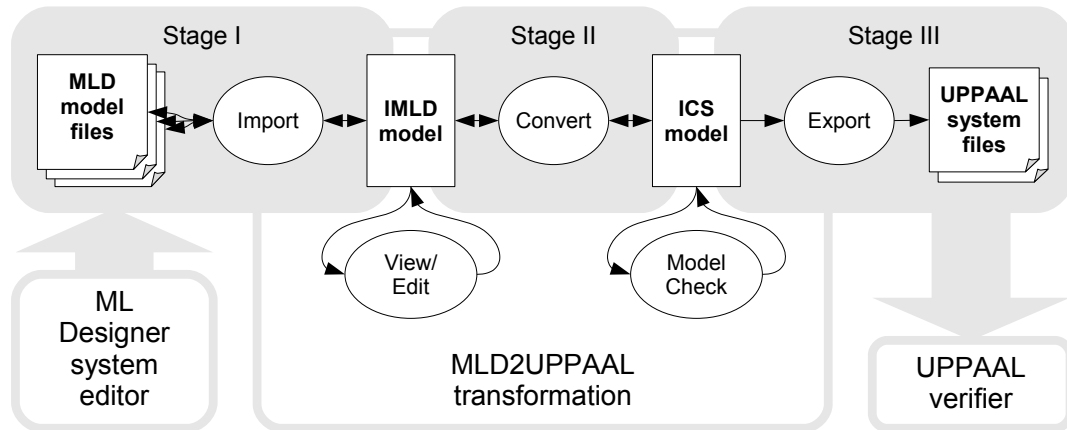 Stage I
Stage II
Stage III
MLD
model
files
Import
IMLD
model
Convert
ICS
model
Export
UPPAAL
system
files
View/
Edit
Model
Check
ML
Designer
system
editor
MLD2UPPAAL
transformation
UPPAAL
verifier